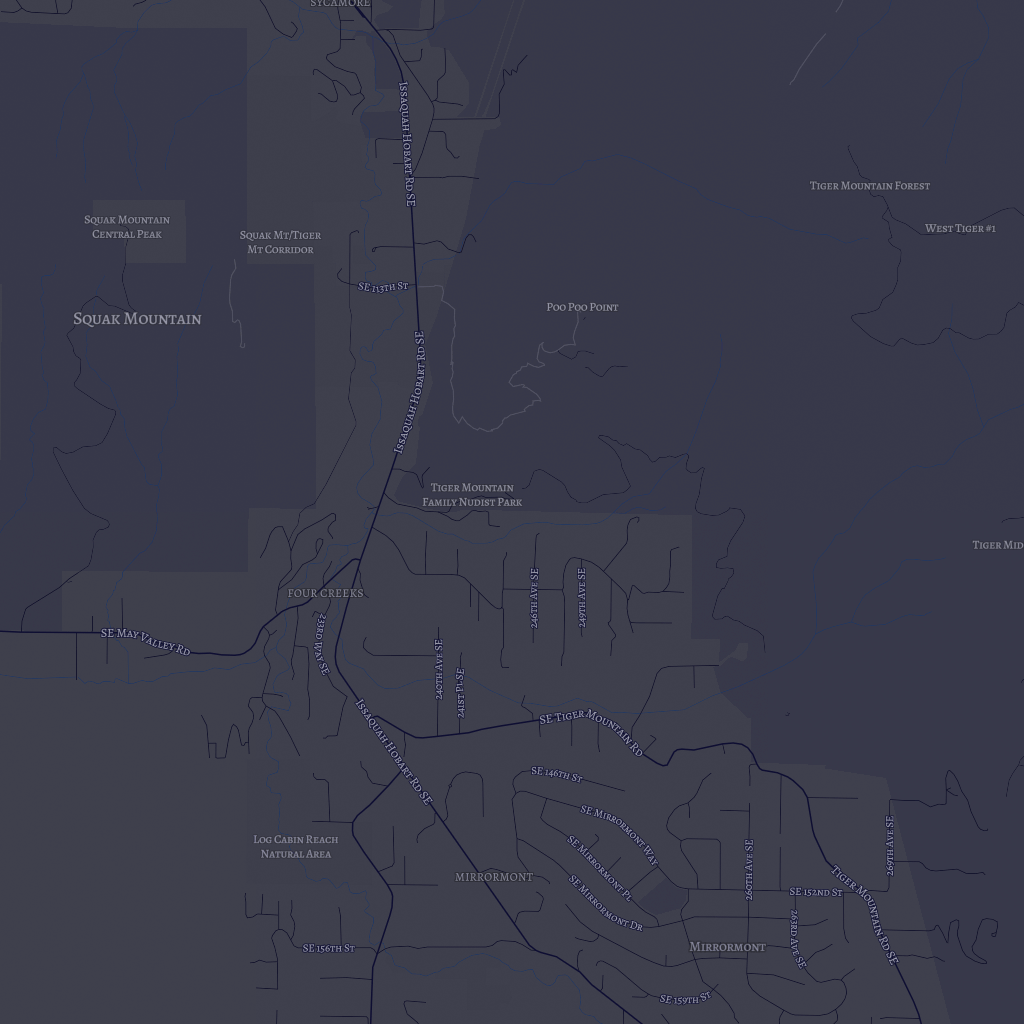 SYCAMORE
Issaquah Hobart Rd SE
Tiger Mountain Forest
Squak Mountain
Central Peak
West Tiger #1
Squak Mt/Tiger
Mt Corridor
SE 113th St
Poo Poo Point
Squak Mountain
Issaquah Hobart Rd SE
Tiger Mountain
Family Nudist Park
Tiger Mid
FOUR CREEKS
246th Ave SE
249th Ave SE
SE May Valley Rd
233rd Way SE
240th Ave SE
241st Pl SE
Issaquah Hobart Rd SE
SE Tiger Mountain Rd
SE 146th St
SE Mirrormont Way
Log Cabin Reach
Natural Area
SE Mirrormont Pl
260th Ave SE
269th Ave SE
MIRRORMONT
SE Mirrormont Dr
SE 152nd St
Tiger Mountain Rd SE
263rd Ave SE
SE 156th St
Mirrormont
SE 159th St